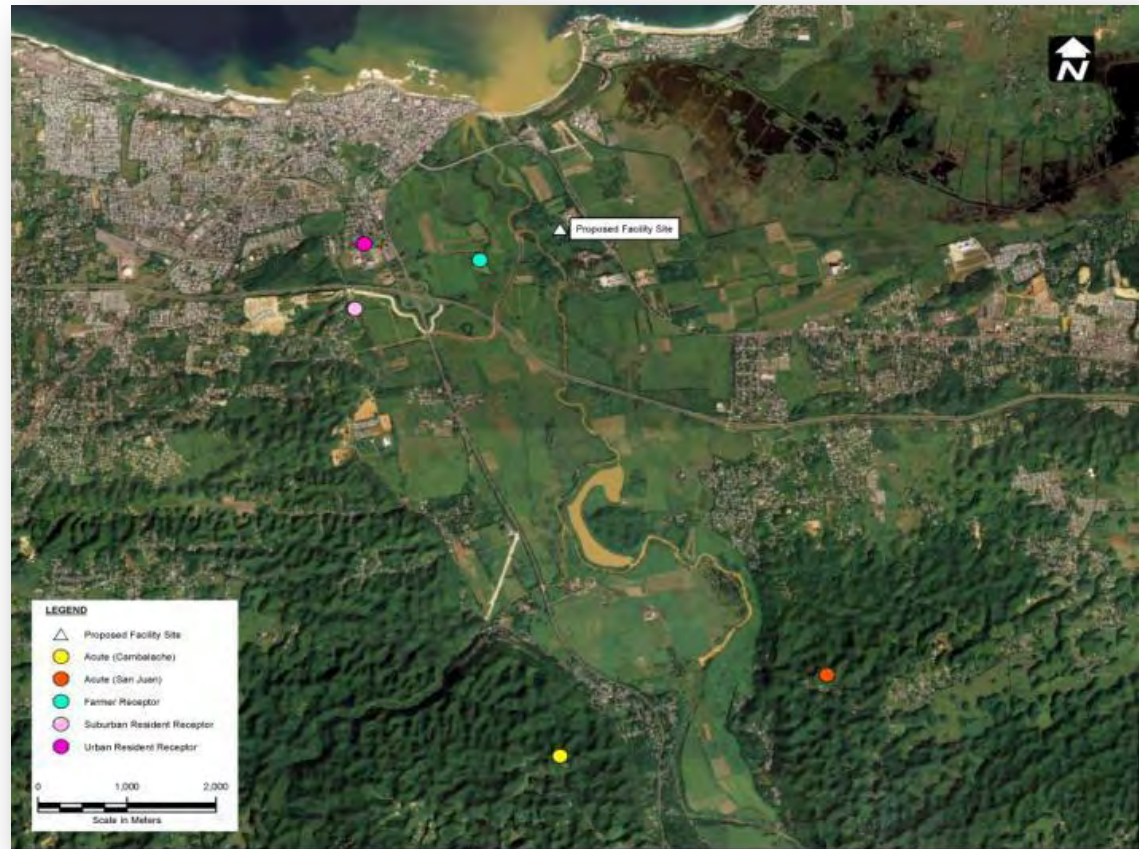 N
Proposed Facility Site
LEGEND
Proposed Facility Site
Acute (Cambalache)
Acute (San Juan)
Farmer Receptor
Suburban Resident Receptor
Urban Resident Receptor
0 1,000 2,000
Scale in Meters